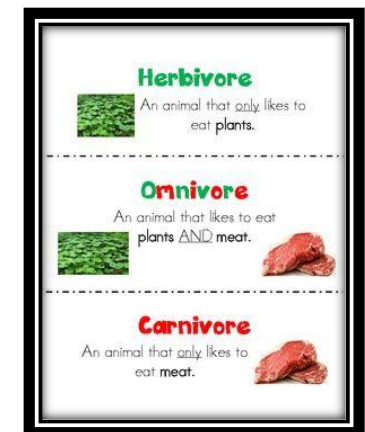 Herbivore
An animal that only likes to
eat plants.
Omnivore
An animal that likes to eat
plants AND meat.
Carnivore
An animal that only likes to
eat meat.